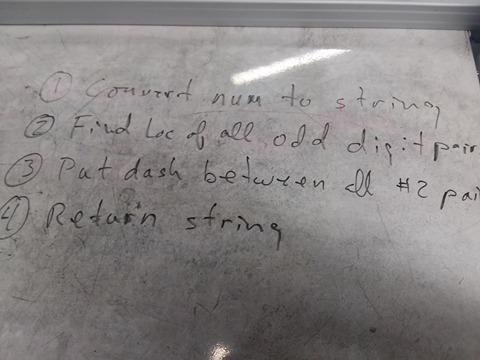 ① Convert num to string
② Find Loc of all odd digit pair
③ Put dash between all #2 pai
④ Return string